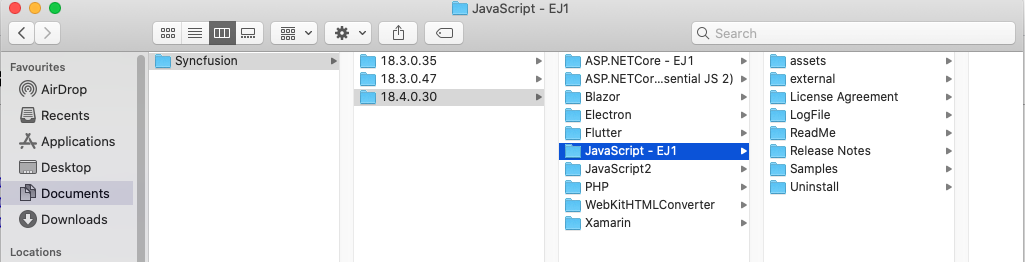 JavaScript - EJ1
Search
Favourites
AirDrop
Recents
Applications
Desktop
Documents
Downloads
Locations
Syncfusion
18.3.0.35
18.3.0.47
18.4.0.30
ASP.NETCore - EJ1
ASP.NETCor...sential JS 2)
Blazor
Electron
Flutter
JavaScript - EJ1
JavaScript2
PHP
WebKitHTMLConverter
Xamarin
assets
external
License Agreement
LogFile
ReadMe
Release Notes
Samples
Uninstall